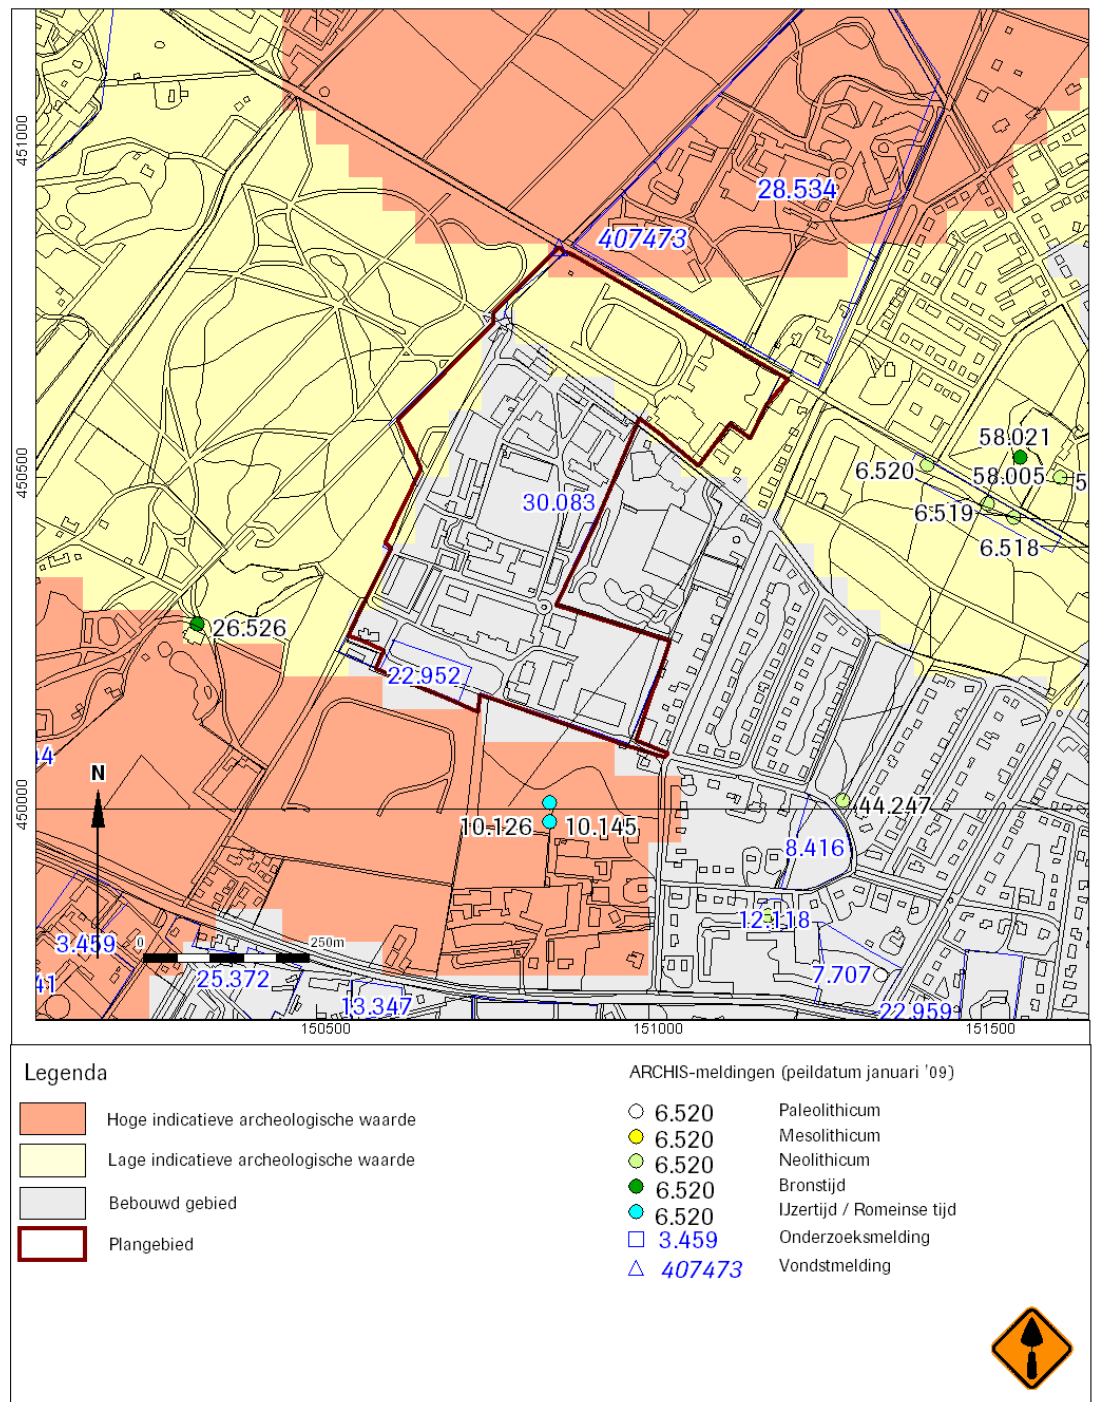 451000
28.534
407473
58.021
450500
6.520
58.005
5
30.083
6.519
6.518
26.526
22.952
44
N
450000
10.126
10.145
44.247
8.416
12.118
3.459
0
250m
7.707
41
25.372
13.347
22.959
150500
151000
151500
Legenda
Hoge indicatieve archeologische waarde
Lage indicatieve archeologische waarde
Bebouwd gebied
Plangebied
ARCHIS-meldingen (peildatum januari '09)
6.520 Paleolithicum
6.520 Mesolithicum
6.520 Neolithicum
6.520 Bronstijd
6.520 IJzertijd / Romeinse tijd
3.459 Onderzoeksmelding
407473 Vondstmelding